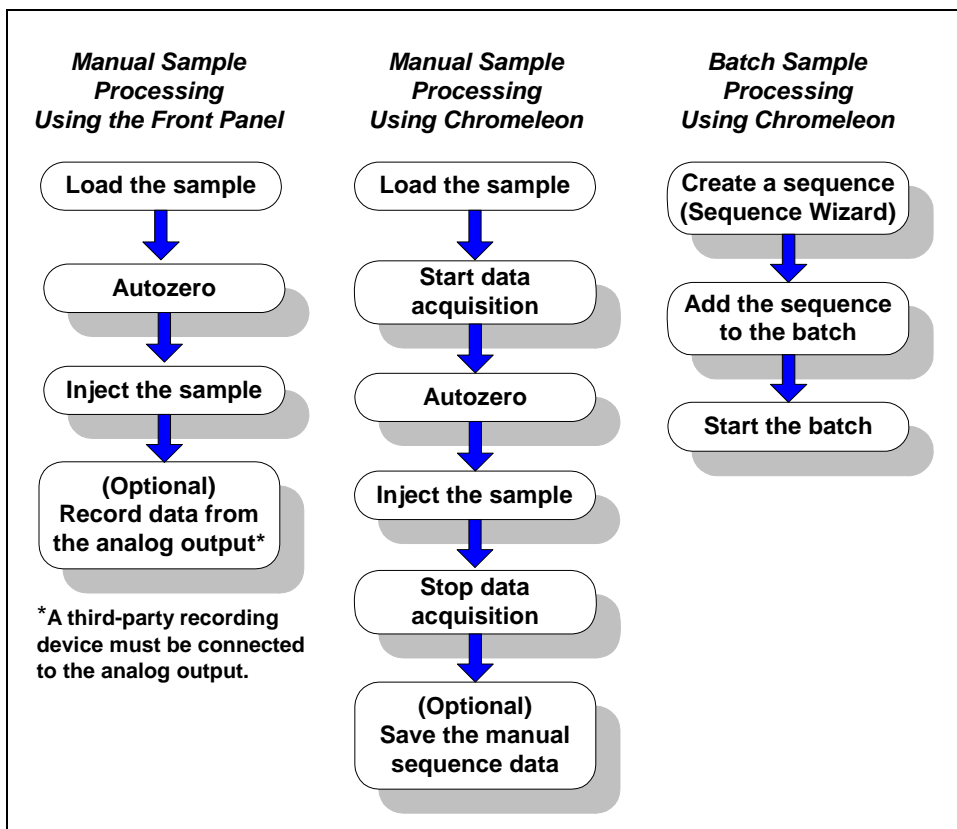 Manual Sample
Processing
Using the Front Panel
Load the sample
Autozero
Inject the sample
(Optional)
Record data from
the analog output*
*A third-party recording
device must be connected
to the analog output.
Manual Sample
Processing
Using Chromeleon
Load the sample
Start data
acquisition
Autozero
Inject the sample
Stop data
acquisition
(Optional)
Save the manual
sequence data
Batch Sample
Processing
Using Chromeleon
Create a sequence
(Sequence Wizard)
Add the sequence
to the batch
Start the batch